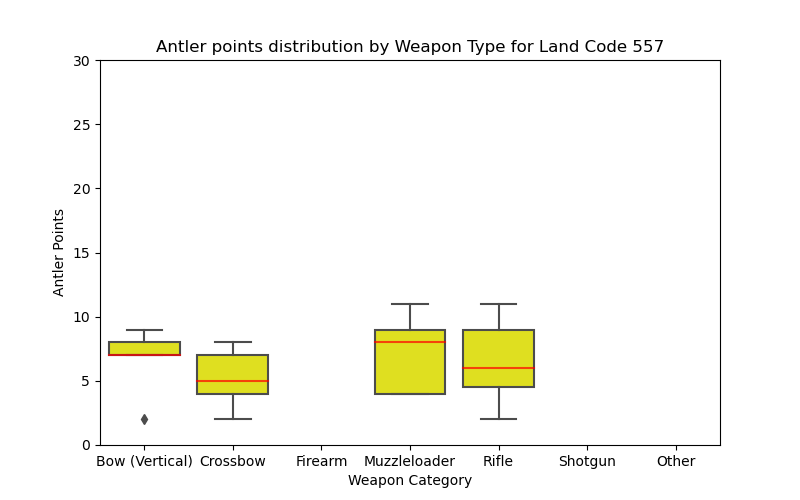 Antler points distribution by Weapon Type for Land Code 557
30
25
20
15
10
5
0
Antler Points
Bow (Vertical) Crossbow Firearm Muzzleloader Rifle Shotgun Other
Weapon Category